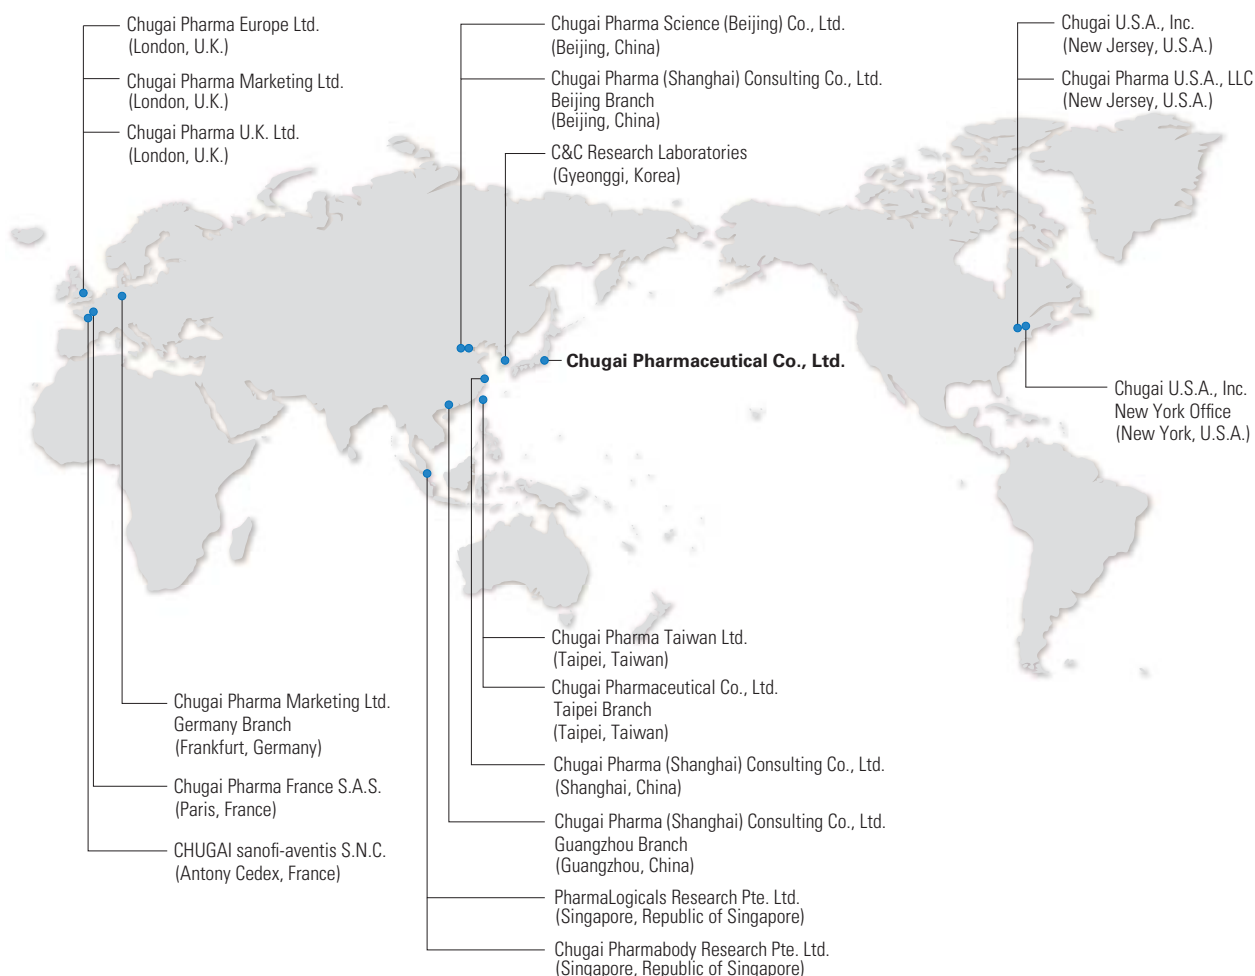 Chugai Pharma Europe Ltd.
(London, U.K.)
Chugai Pharma Marketing Ltd.
(London, U.K.)
Chugai Pharma U.K. Ltd.
(London, U.K.)
Chugai Pharma Science (Beijing) Co., Ltd.
(Beijing, China)
Chugai Pharma (Shanghai) Consulting Co., Ltd.
Beijing Branch
(Beijing, China)
C&C Research Laboratories
(Gyeonggi, Korea)
Chugai U.S.A., Inc.
(New Jersey, U.S.A.)
Chugai Pharma U.S.A., LLC
(New Jersey, U.S.A.)
Chugai Pharmaceutical Co., Ltd.
Chugai U.S.A., Inc.
New York Office
(New York, U.S.A.)
Chugai Pharma Marketing Ltd.
Germany Branch
(Frankfurt, Germany)
Chugai Pharma France S.A.S.
(Paris, France)
CHUGAI sanofi-aventis S.N.C.
(Antony Cedex, France)
Chugai Pharma Taiwan Ltd.
(Taipei, Taiwan)
Chugai Pharmaceutical Co., Ltd.
Taipei Branch
(Taipei, Taiwan)
Chugai Pharma (Shanghai) Consulting Co., Ltd.
(Shanghai, China)
Chugai Pharma (Shanghai) Consulting Co., Ltd.
Guangzhou Branch
(Guangzhou, China)
PharmaLogicals Research Pte. Ltd.
(Singapore, Republic of Singapore)
Chugai Pharmabody Research Pte. Ltd.
(Singapore, Republic of Singapore)